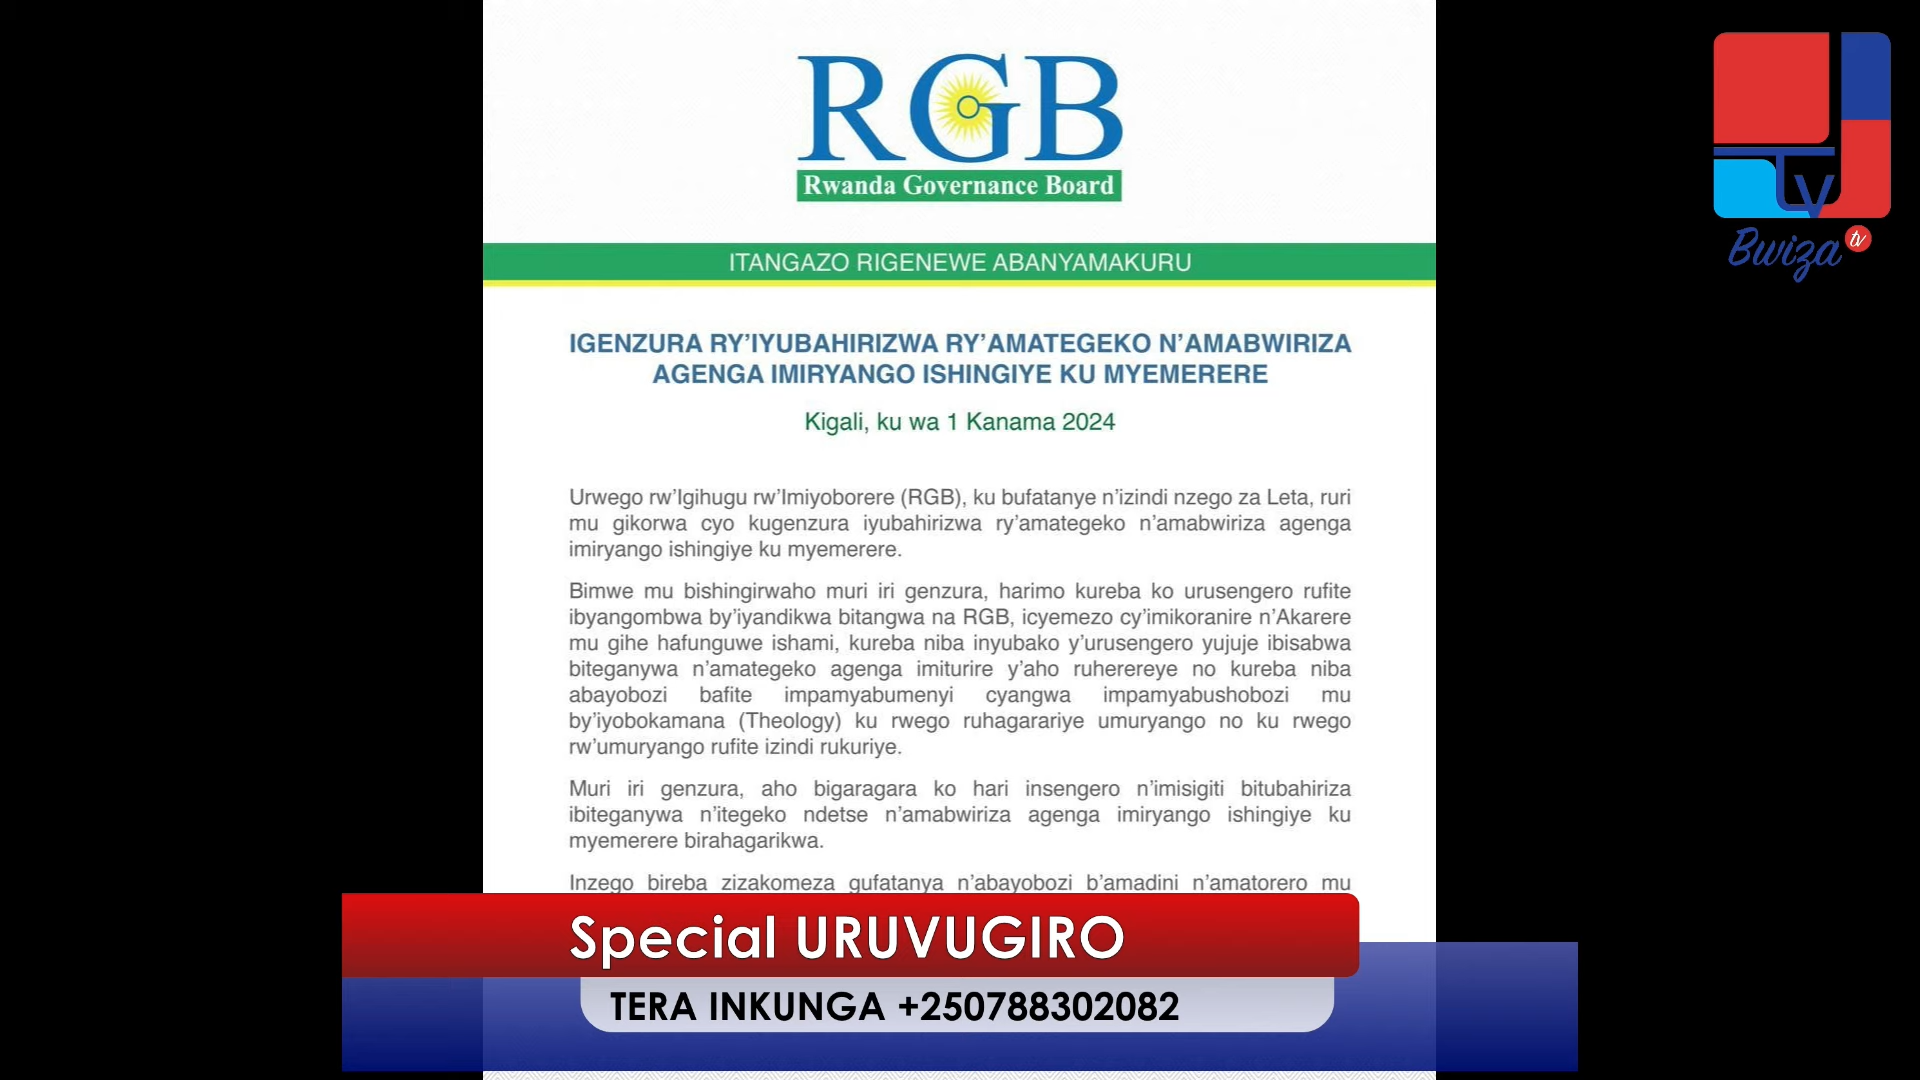 RGB
Rwanda Governance Board
tv
Bwiza tv
ITANGAZO RIGENEWE ABANYAMAKURU
IGENZURA RY’IYUBAHIRIZWA RY’AMATEGEKO N’AMABWIRIZA
AGENGA IMIRYANGO ISHINGIYE KU MYEMERERE
Kigali, ku wa 1 Kanama 2024
Urwego rw’Igihugu rw’Imiyoborere (RGB), ku bufatanye n’izindi nzego za Leta, ruri
mu gikorwa cyo kugenzura iyubahirizwa ry’amategeko n’amabwiriza agenga
imiryango ishingiye ku myemerere.
Bimwe mu bishingirwaho muri iri genzura, harimo kureba ko urusengero rufite
ibyangombwa by’iyandikwa bitangwa na RGB, icyemezo cy’imikoranire n’Akarere
mu gihe hafunguwe ishami, kureba niba inyubako y’urusengero yujuje ibisabwa
biteganywa n’amategeko agenga imiturire y’aho ruherereye no kureba niba
abayobozi bafite impamyabumenyi cyangwa impamyabushobozi mu
by’iyobokamana (Theology) ku rwego ruhagarariye umuryango no ku rwego
rw’umuryango rufite izindi rukuriye.
Muri iri genzura, aho bigaragara ko hari insengero n’imisigiti bitubahiriza
ibiteganywa n’itegeko ndetse n’amabwiriza agenga imiryango ishingiye ku
myemerere birahagarikwa.
Inzego bireba zizakomeza gufatanya n’abayobozi b’amadini n’amatorero mu
Special URUVUGIRO
TERA INKUNGA +250788302082